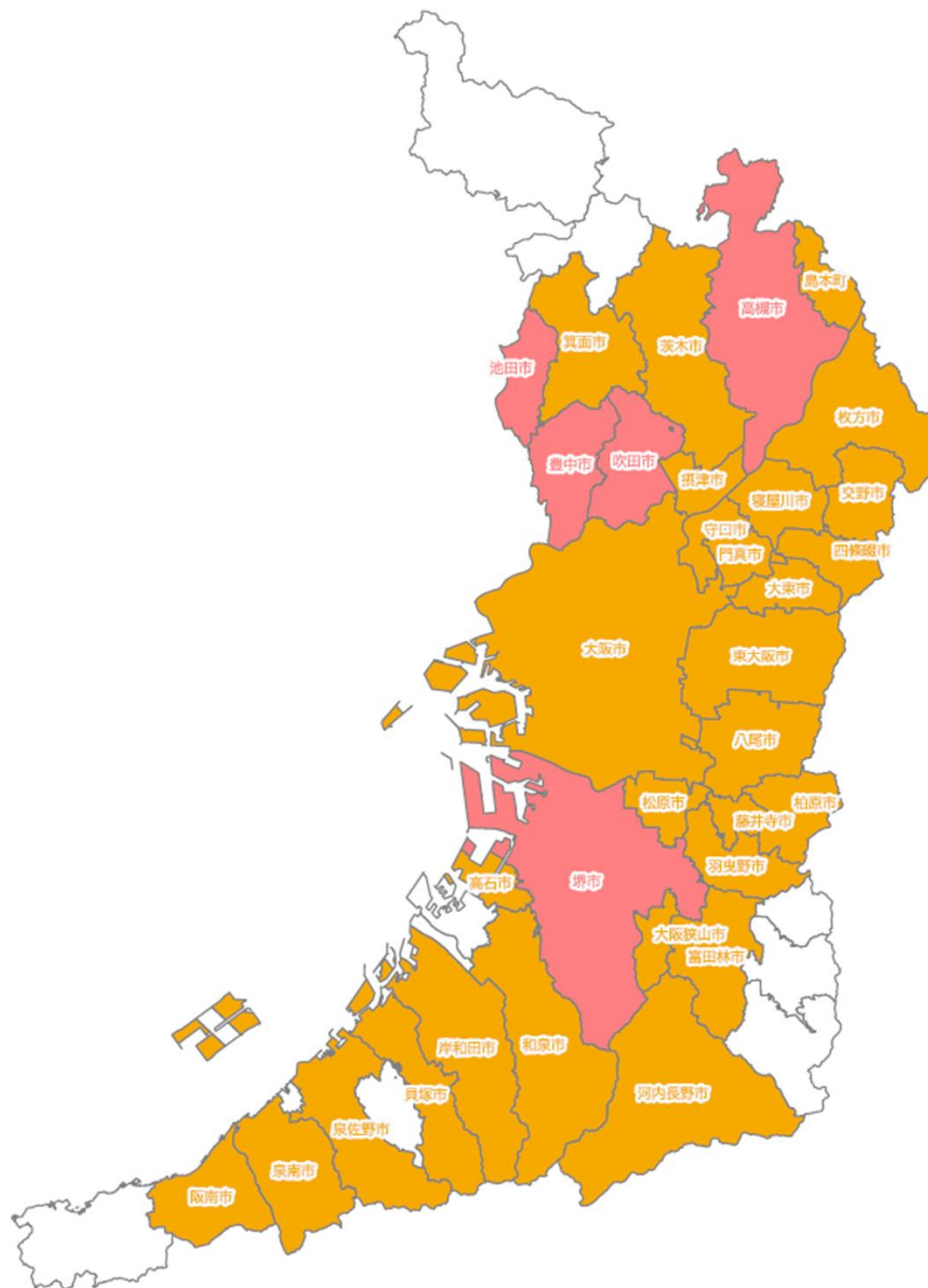 島本町
高槻市
箕面市
茨木市
池田市
枚方市
豊中市
吹田市
摂津市
寝屋川市
交野市
守口市
門真市
四條畷市
大東市
大阪市
東大阪市
八尾市
松原市
柏原市
藤井寺市
羽曳野市
高石市
堺市
大阪狭山市
富田林市
岸和田市
和泉市
貝塚市
河内長野市
泉佐野市
泉南市
阪南市